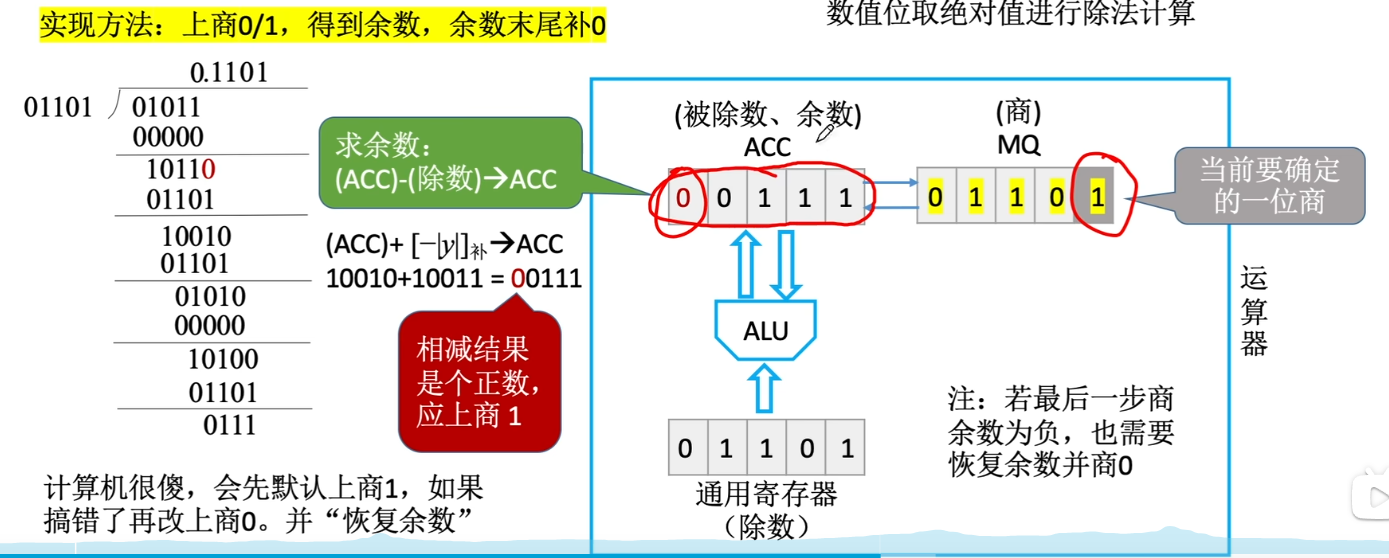 实现方法：上商0/1，得到余数，余数末尾补0
数值位取绝对值进行除法计算
0.1101
01101
01011
00000
10110
01101
10010
01101
01010
00000
10100
01101
0111
求余数：
(ACC)-(除数)→ACC
(ACC)+ [−|y|]补→ACC
10010+10011 = 00111
相减结果
是个正数，
应上商 1
(被除数、余数)
ACC
0 0 1 1 1
(商)
MQ
0 1 1 0 1
当前要确定
的一位商
ALU
0 1 1 0 1
通用寄存器
（除数）
运
算
器
注：若最后一步商
余数为负，也需要
恢复余数并商0
计算机很傻，会先默认上商1，如果
搞错了再改上商0。并“恢复余数”